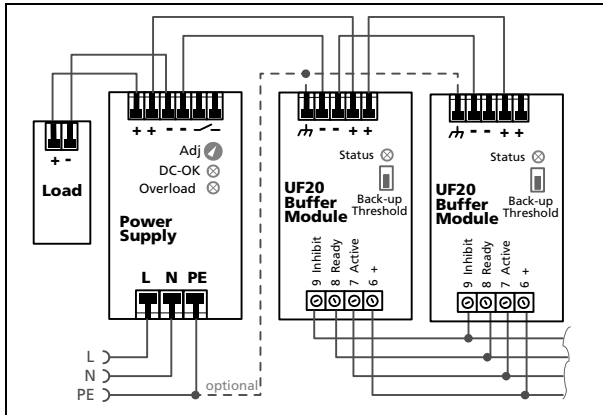 + + - -
- - + +
- - + +
+ -
Load
Adj
DC-OK
Overload
Power
Supply
L N PE
Status
UF20
Buffer
Module
Back-up
Threshold
9 Inhibit
8 Ready
7 Active
6 +
Status
UF20
Buffer
Module
Back-up
Threshold
9 Inhibit
8 Ready
7 Active
6 +
L
N
PE
optional